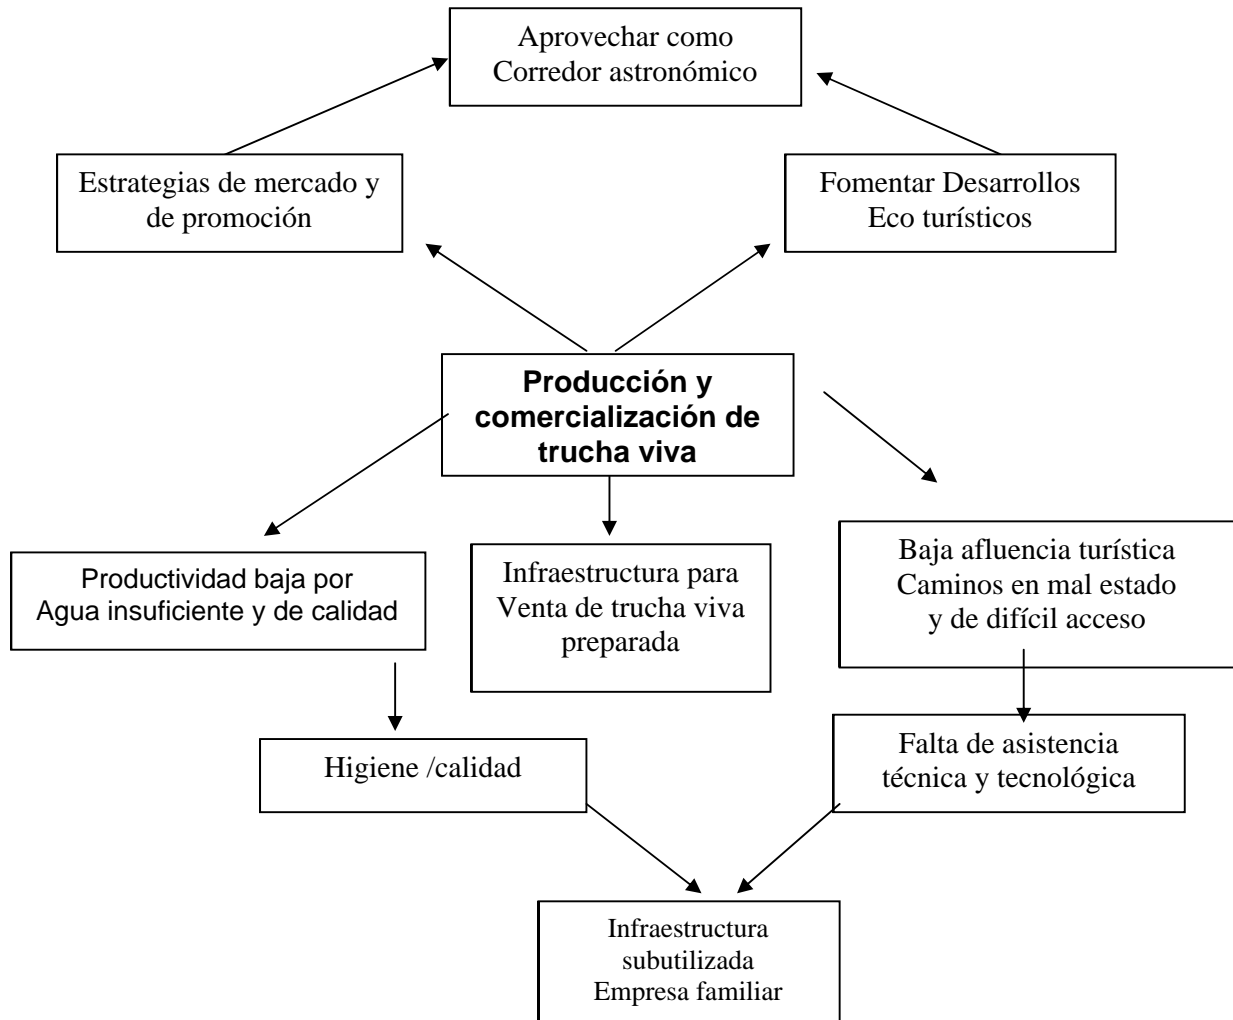 Aprovechar como
Corredor astronómico
Estrategias de mercado y
de promoción
Fomentar Desarrollos
Eco turísticos
Producción y
comercialización de
trucha viva
Productividad baja por
Agua insuficiente y de calidad
Infraestructura para
Venta de trucha viva
preparada
Baja afluencia turística
Caminos en mal estado
y de difícil acceso
Higiene /calidad
Falta de asistencia
técnica y tecnológica
Infraestructura
subutilizada
Empresa familiar